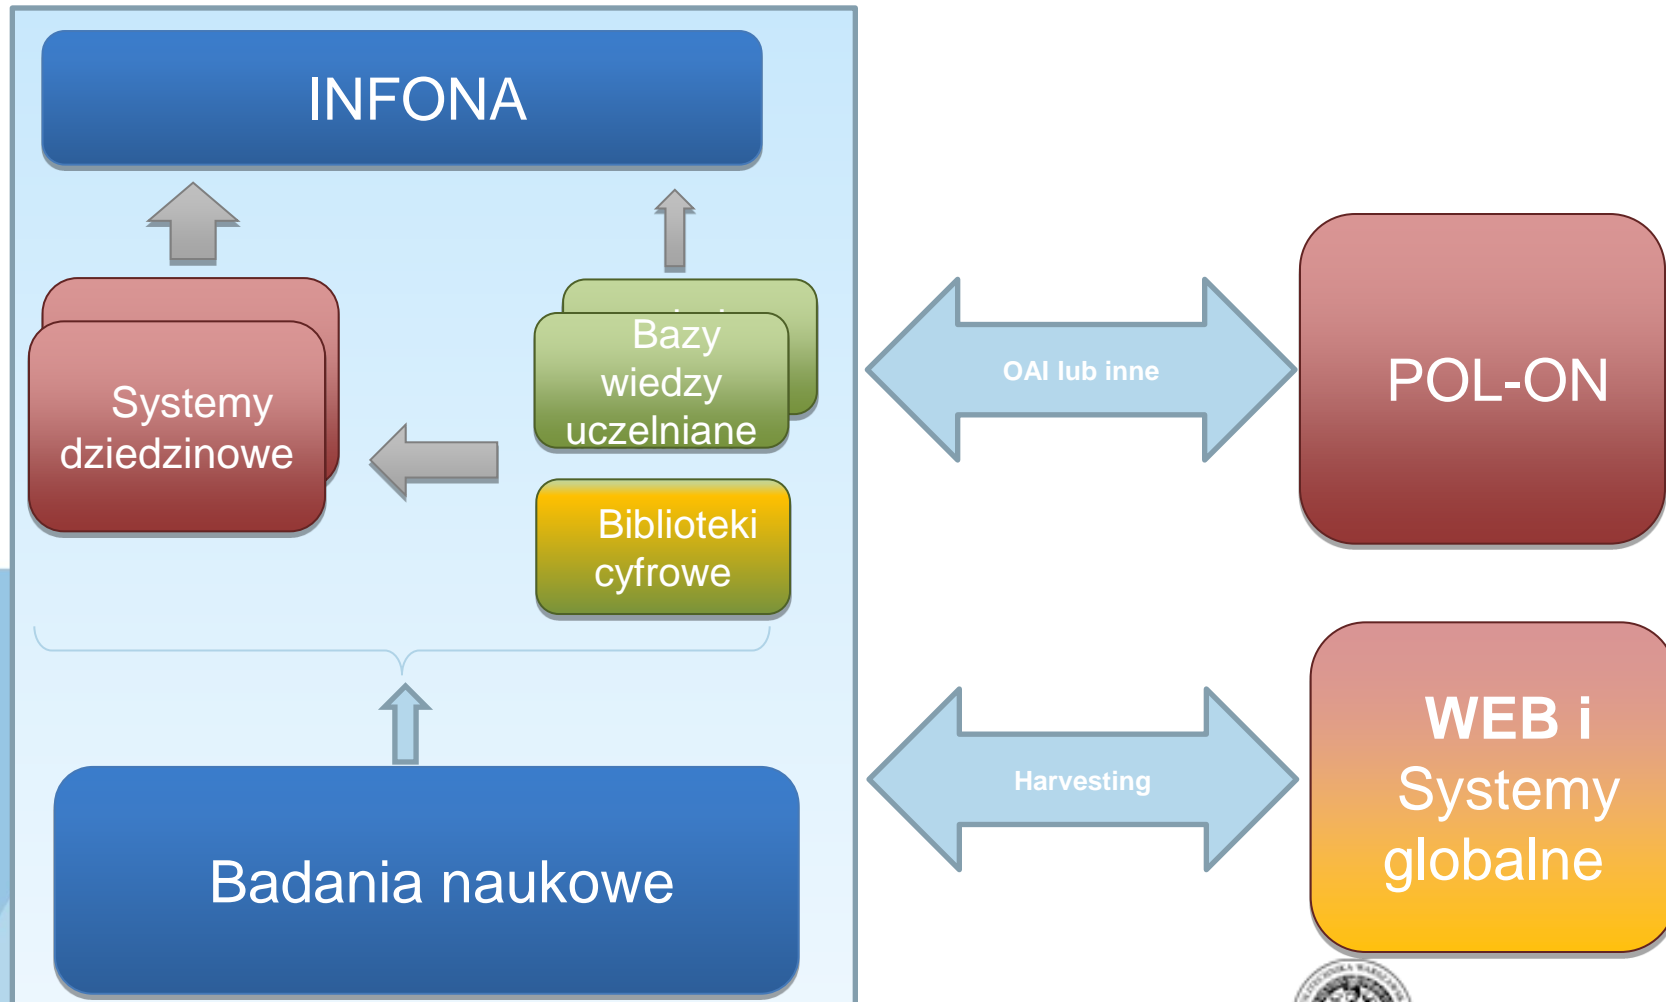 INFONA
Systemy
dziedzinowe
Bazy
wiedzy
uczelniane
Biblioteki
cyfrowe
Badania naukowe
OAI lub inne
POL-ON
Harvesting
WEB i
Systemy
globalne